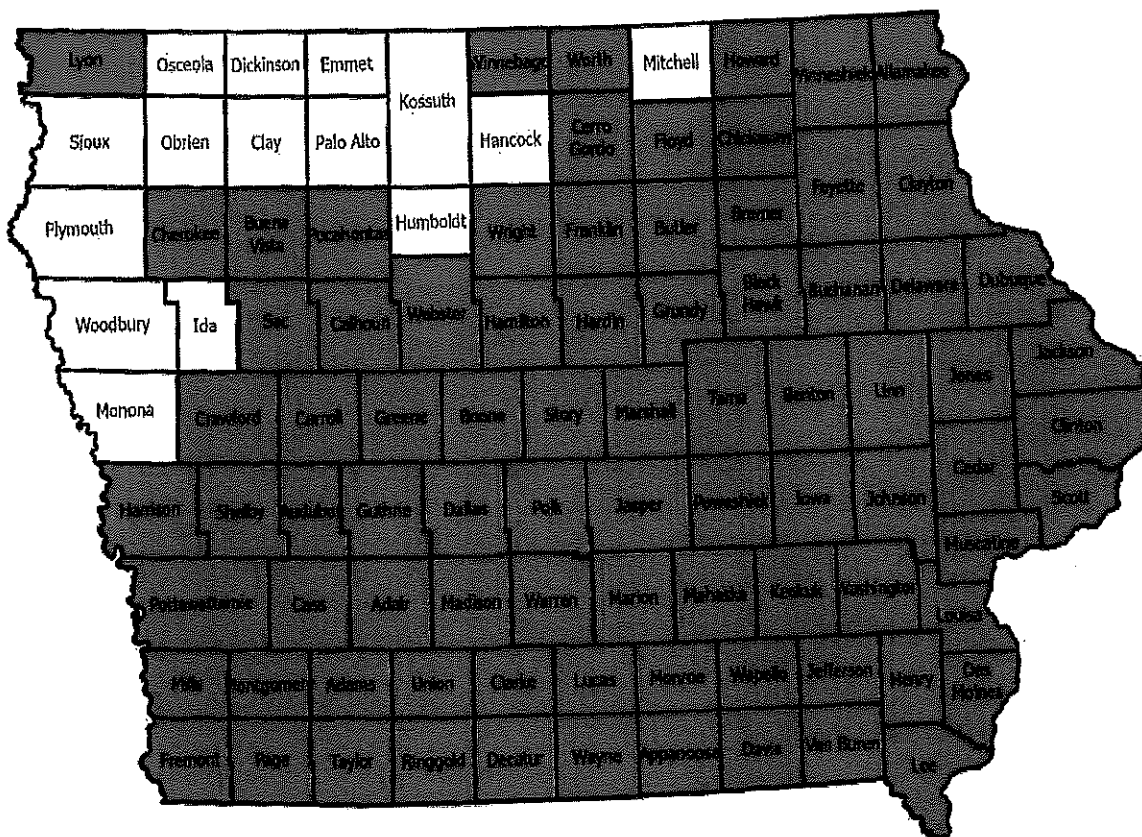 Lyon
Osceola
Dickinson
Emmet
Kossuth
Winnebago
Worth
Mitchell
Howard
Winneshiek
Allamakee
Sioux
Obrien
Clay
Palo Alto
Hancock
Cerro
Gordo
Floyd
Chickasaw
Fayette
Clayton
Plymouth
Cherokee
Buena
Vista
Pocahontas
Humboldt
Wright
Franklin
Butler
Bremer
Woodbury
Ida
Sac
Calhoun
Webster
Hamilton
Hardin
Grundy
Black
Hawk
Buchanan
Delaware
Dubuque
Monona
Crawford
Carroll
Greene
Boone
Story
Marshall
Tama
Benton
Linn
Jones
Jackson
Clinton
Cedar
Scott
Harrison
Shelby
Audubon
Guthrie
Dallas
Polk
Jasper
Poweshiek
Iowa
Johnson
Muscatine
Pottawattamie
Cass
Adair
Madison
Warren
Marion
Mahaska
Keokuk
Washington
Louisa
Mills
Montgomery
Adams
Union
Clarke
Lucas
Monroe
Wapello
Jefferson
Henry
Des
Moines
Fremont
Page
Taylor
Ringgold
Decatur
Wayne
Appanoose
Davis
Van Buren
Lee